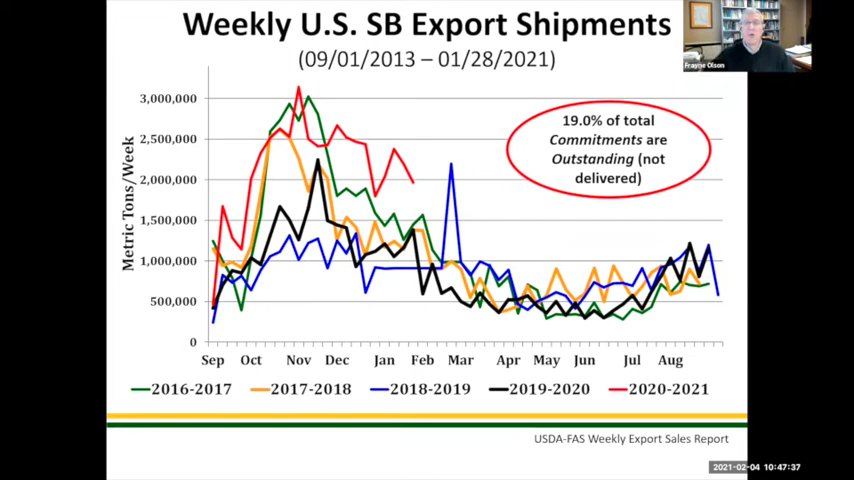 Weekly U.S. SB Export Shipments
(09/01/2013 – 01/28/2021)
Frayne Olson
3,000,000
2,500,000
2,000,000
1,500,000
1,000,000
500,000
0
Metric Tons/Week
19.0% of total
Commitments are
Outstanding (not
delivered)
Sep Oct Nov Dec Jan Feb Mar Apr May Jun Jul Aug
2016-2017 2017-2018 2018-2019 2019-2020 2020-2021
USDA-FAS Weekly Export Sales Report
2021-02-04 10:47:37